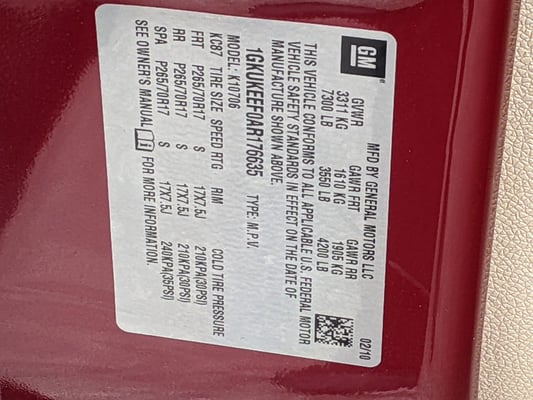 GM
MFD BY GENERAL MOTORS LLC 02/10
GVWR GAWR FRT GAWR RR
3311 KG 1610 KG 1905 KG
7300 LB 3550 LB 4200 LB
THIS VEHICLE CONFORMS TO ALL APPLICABLE U.S. FEDERAL MOTOR
VEHICLE SAFETY STANDARDS IN EFFECT ON THE DATE OF
MANUFACTURE SHOWN ABOVE.
1GKUKEEF0AR176635 TYPE: M.P.V.
MODEL: K10706
KC87 TIRE SIZE SPEED RTG RIM COLD TIRE PRESSURE
FRT P265/70R17 S 17X7.5J 210KPA(30PSI)
RR P265/70R17 S 17X7.5J 210KPA(30PSI)
SPA P265/70R17 S 17X7.5J 240KPA(35PSI)
SEE OWNER'S MANUAL FOR MORE INFORMATION.